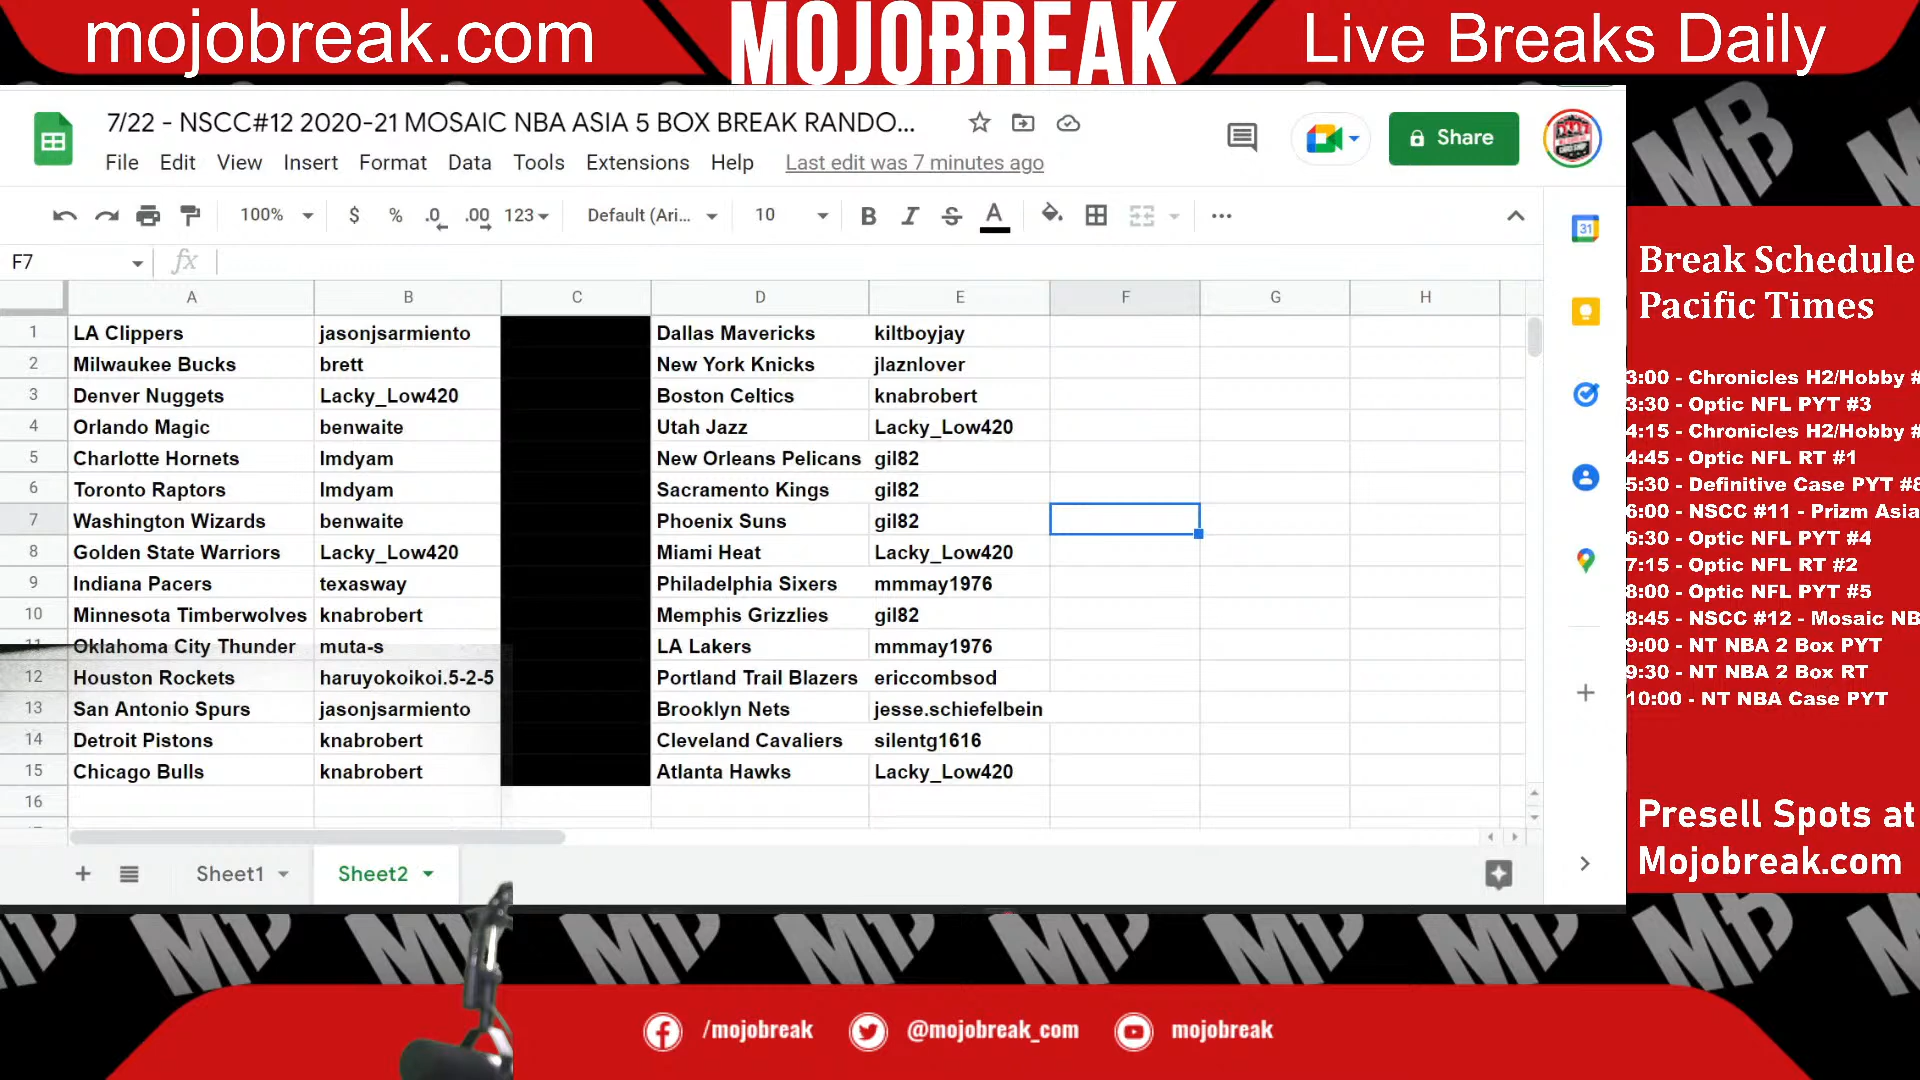 mojobreak.com
MOJOBREAK
Live Breaks Daily
7/22 - NSCC#12 2020-21 MOSAIC NBA ASIA 5 BOX BREAK RANDO...
File Edit View Insert Format Data Tools Extensions Help Last edit was 7 minutes ago
Share
100% $ % .0 .00 123 Default (Ari... 10 B I S A
F7 fx
A B C D E F G H
1 LA Clippers jasonjsarmiento Dallas Mavericks kiltboyjay
2 Milwaukee Bucks brett New York Knicks jlaznlover
3 Denver Nuggets Lacky_Low420 Boston Celtics knabrobert
4 Orlando Magic benwaite Utah Jazz Lacky_Low420
5 Charlotte Hornets lmdyam New Orleans Pelicans gil82
6 Toronto Raptors lmdyam Sacramento Kings gil82
7 Washington Wizards benwaite Phoenix Suns gil82
8 Golden State Warriors Lacky_Low420 Miami Heat Lacky_Low420
9 Indiana Pacers texasway Philadelphia Sixers mmmay1976
10 Minnesota Timberwolves knabrobert Memphis Grizzlies gil82
11 Oklahoma City Thunder muta-s LA Lakers mmmay1976
12 Houston Rockets haruyokoikoi.5-2-5 Portland Trail Blazers ericcombsod
13 San Antonio Spurs jasonjsarmiento Brooklyn Nets jesse.schiefelbein
14 Detroit Pistons knabrobert Cleveland Cavaliers silentg1616
15 Chicago Bulls knabrobert Atlanta Hawks Lacky_Low420
16
Sheet1 Sheet2
31
Break Schedule
Pacific Times
3:00 - Chronicles H2/Hobby #
3:30 - Optic NFL PYT #3
4:15 - Chronicles H2/Hobby #
4:45 - Optic NFL RT #1
5:30 - Definitive Case PYT #8
6:00 - NSCC #11 - Prizm Asia
6:30 - Optic NFL PYT #4
7:15 - Optic NFL RT #2
8:00 - Optic NFL PYT #5
8:45 - NSCC #12 - Mosaic NB
9:00 - NT NBA 2 Box PYT
9:30 - NT NBA 2 Box RT
10:00 - NT NBA Case PYT
Presell Spots at
Mojobreak.com
/mojobreak @mojobreak_com mojobreak